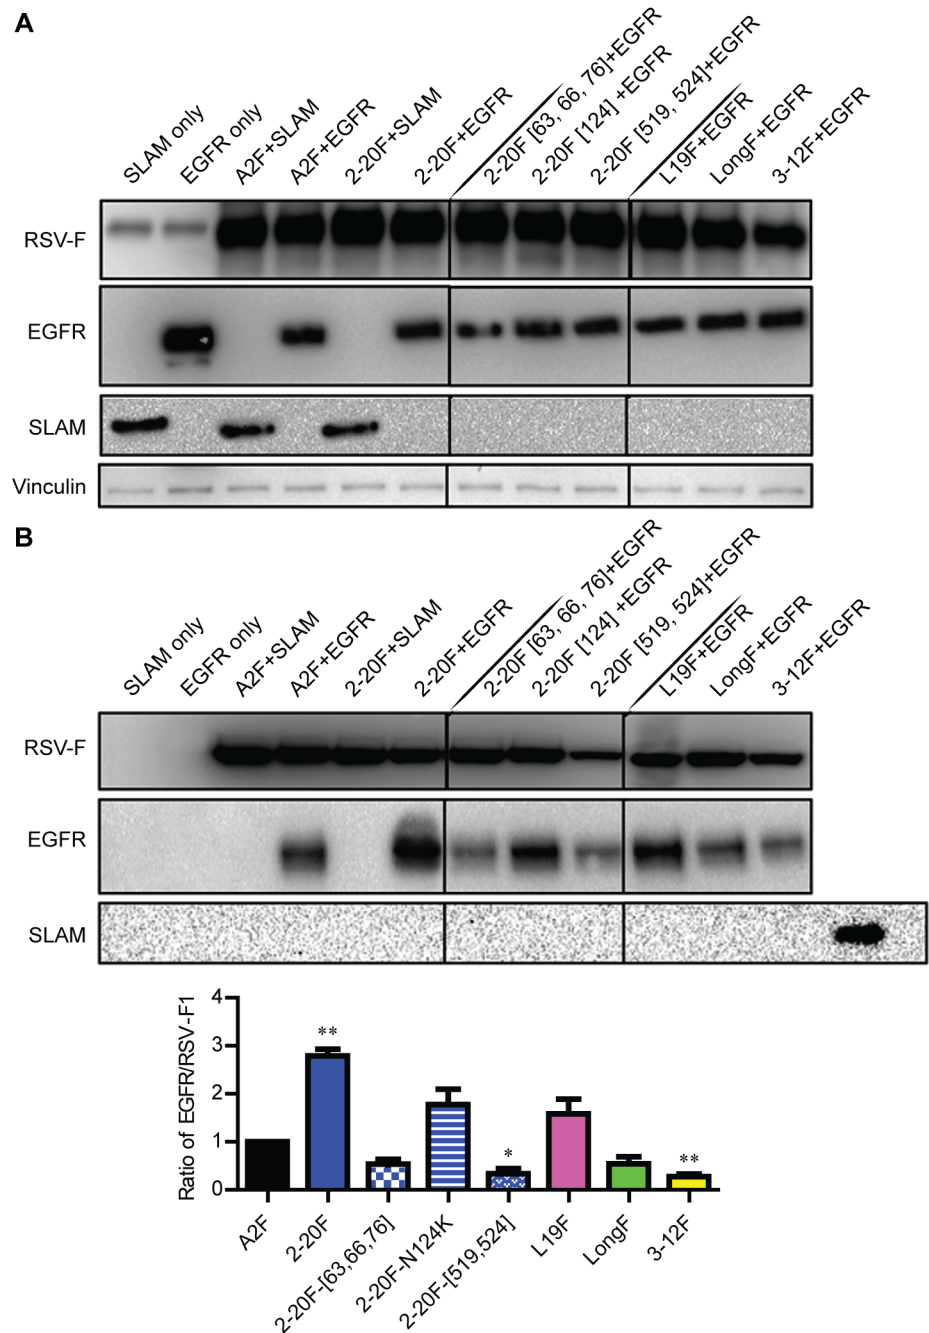 A
SLAM only
EGFR only
A2F+SLAM
A2F+EGFR
2-20F+SLAM
2-20F+EGFR
2-20F [63, 66, 76]+EGFR
2-20F [124] +EGFR
2-20F [519, 524]+EGFR
L19F+EGFR
LongF+EGFR
3-12F+EGFR
RSV-F
EGFR
SLAM
Vinculin
B
SLAM only
EGFR only
A2F+SLAM
A2F+EGFR
2-20F+SLAM
2-20F+EGFR
2-20F [63, 66, 76]+EGFR
2-20F [124] +EGFR
2-20F [519, 524]+EGFR
L19F+EGFR
LongF+EGFR
3-12F+EGFR
RSV-F
EGFR
SLAM
Ratio of EGFR/RSV-F1
4
3
2
1
0
**
*
**
A2F
2-20F
2-20F-[63,66,76]
2-20F-N124K
2-20F-[519,524]
L19F
LongF
3-12F